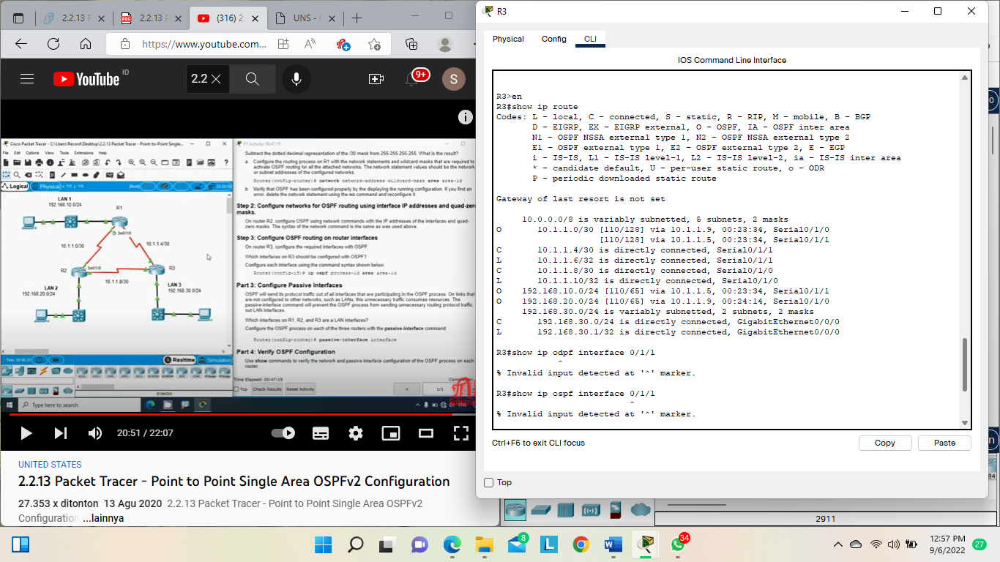 2.2.13 P
2.2.13 F
(316) 2.
UNS - C
https://www.youtube.com...
YouTube ID
2.2
9+
S
Cisco Packet Tracer - C:\Users\Record\Desktop\2.2.13 Packet Tracer - Point-to-Point Single...
File Edit Options View Tools Extensions Help
Logical
Physical
LAN 1
192.168.10.0/24
R1
Se0/1/0
10.1.1.0/30
10.1.1.4/30
R2
Se0/1/0
R3
10.1.1.8/30
LAN 2
192.168.20.0/24
LAN 3
192.168.30.0/24
Realtime
Simulation
PT Activity: 00:47:19
Subtract the dotted decimal representation of the /30 mask from 255.255.255.255. What is the result?
a. Configure the routing process on R1 with the network statements and wildcard masks that are required to
activate OSPF routing for all the attached networks. The network statement values should be the network
or subnet addresses of the configured networks.
Router(config-router)# network network-address wildcard-mask area area-id
b. Verify that OSPF has been configured properly by the displaying the running configuration. If you find an
error, delete the network statement using the no command and reconfigure it.
Step 2: Configure networks for OSPF routing using interface IP addresses and quad-zero
masks.
On router R2, configure OSPF using network commands with the IP addresses of the interfaces and quad-
zero masks. The syntax of the network command is the same as was used above.
Step 3: Configure OSPF routing on router interfaces
On router R3, configure the required interfaces with OSPF.
Which interfaces on R3 should be configured with OSPF?
Configure each interface using the command syntax shown below:
Router(config-if)# ip ospf process-id area area-id
Part 3: Configure Passive Interfaces
OSPF will send its protocol traffic out of all interfaces that are participating in the OSPF process. On links that
are not configured to other networks, such as LANs, this unnecessary traffic consumes resources. The
passive-interface command will prevent the OSPF process from sending unnecessary routing protocol traffic
out LAN interfaces.
Which interfaces on R1, R2, and R3 are a LAN interfaces?
Configure the OSPF process on each of the three routers with the passive-interface command
Router(config-router)# passive-interface interface
Part 4: Verify OSPF Configuration
Use show commands to verify the network and passive interface configuration of the OSPF process on each
router.
Time Elapsed: 00:47:19
Top
Check Results
Reset Activity
<
1/1
Type here to search
20:51 / 22:07
UNITED STATES
2.2.13 Packet Tracer - Point to Point Single Area OSPFv2 Configuration
27.353 x ditonton 13 Agu 2020 2.2.13 Packet Tracer - Point to Point Single Area OSPFv2
Configuration ...lainnya
R3
Physical
Config
CLI
IOS Command Line Interface
R3>en
R3#show ip route
Codes: L - local, C - connected, S - static, R - RIP, M - mobile, B - BGP
D - EIGRP, EX - EIGRP external, O - OSPF, IA - OSPF inter area
N1 - OSPF NSSA external type 1, N2 - OSPF NSSA external type 2
E1 - OSPF external type 1, E2 - OSPF external type 2, E - EGP
i - IS-IS, L1 - IS-IS level-1, L2 - IS-IS level-2, ia - IS-IS inter area
* - candidate default, U - per-user static route, o - ODR
P - periodic downloaded static route
Gateway of last resort is not set
10.0.0.0/8 is variably subnetted, 5 subnets, 2 masks
O 10.1.1.0/30 [110/128] via 10.1.1.9, 00:23:34, Serial0/1/0
[110/128] via 10.1.1.5, 00:23:34, Serial0/1/1
C 10.1.1.4/30 is directly connected, Serial0/1/1
L 10.1.1.6/32 is directly connected, Serial0/1/1
C 10.1.1.8/30 is directly connected, Serial0/1/0
L 10.1.1.10/32 is directly connected, Serial0/1/0
O 192.168.10.0/24 [110/65] via 10.1.1.5, 00:23:34, Serial0/1/1
O 192.168.20.0/24 [110/65] via 10.1.1.9, 00:24:14, Serial0/1/0
192.168.30.0/24 is variably subnetted, 2 subnets, 2 masks
C 192.168.30.0/24 is directly connected, GigabitEthernet0/0/0
L 192.168.30.1/32 is directly connected, GigabitEthernet0/0/0
R3#show ip odpf interface 0/1/1
^
% Invalid input detected at '^' marker.
R3#show ip ospf interface 0/1/1
^
% Invalid input detected at '^' marker.
Ctrl+F6 to exit CLI focus
Copy
Paste
Top
2911
8
34
12:57 PM
9/6/2022
27